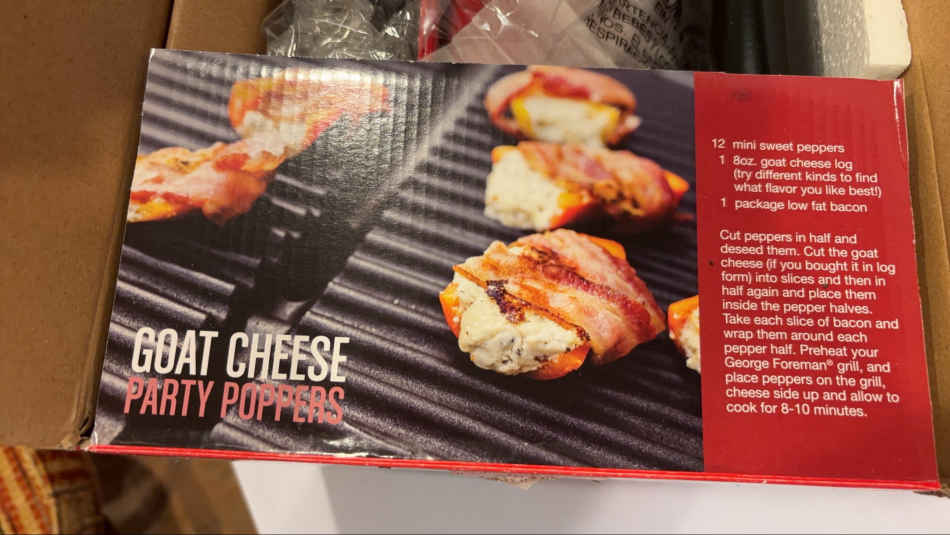 GOAT CHEESE
PARTY POPPERS
12 mini sweet peppers
1 8oz. goat cheese log
(try different kinds to find
what flavor you like best!)
1 package low fat bacon
Cut peppers in half and
deseed them. Cut the goat
cheese (if you bought it in log
form) into slices and then in
half again and place them
inside the pepper halves.
Take each slice of bacon and
wrap them around each
pepper half. Preheat your
George Foreman® grill, and
place peppers on the grill,
cheese side up and allow to
cook for 8-10 minutes.